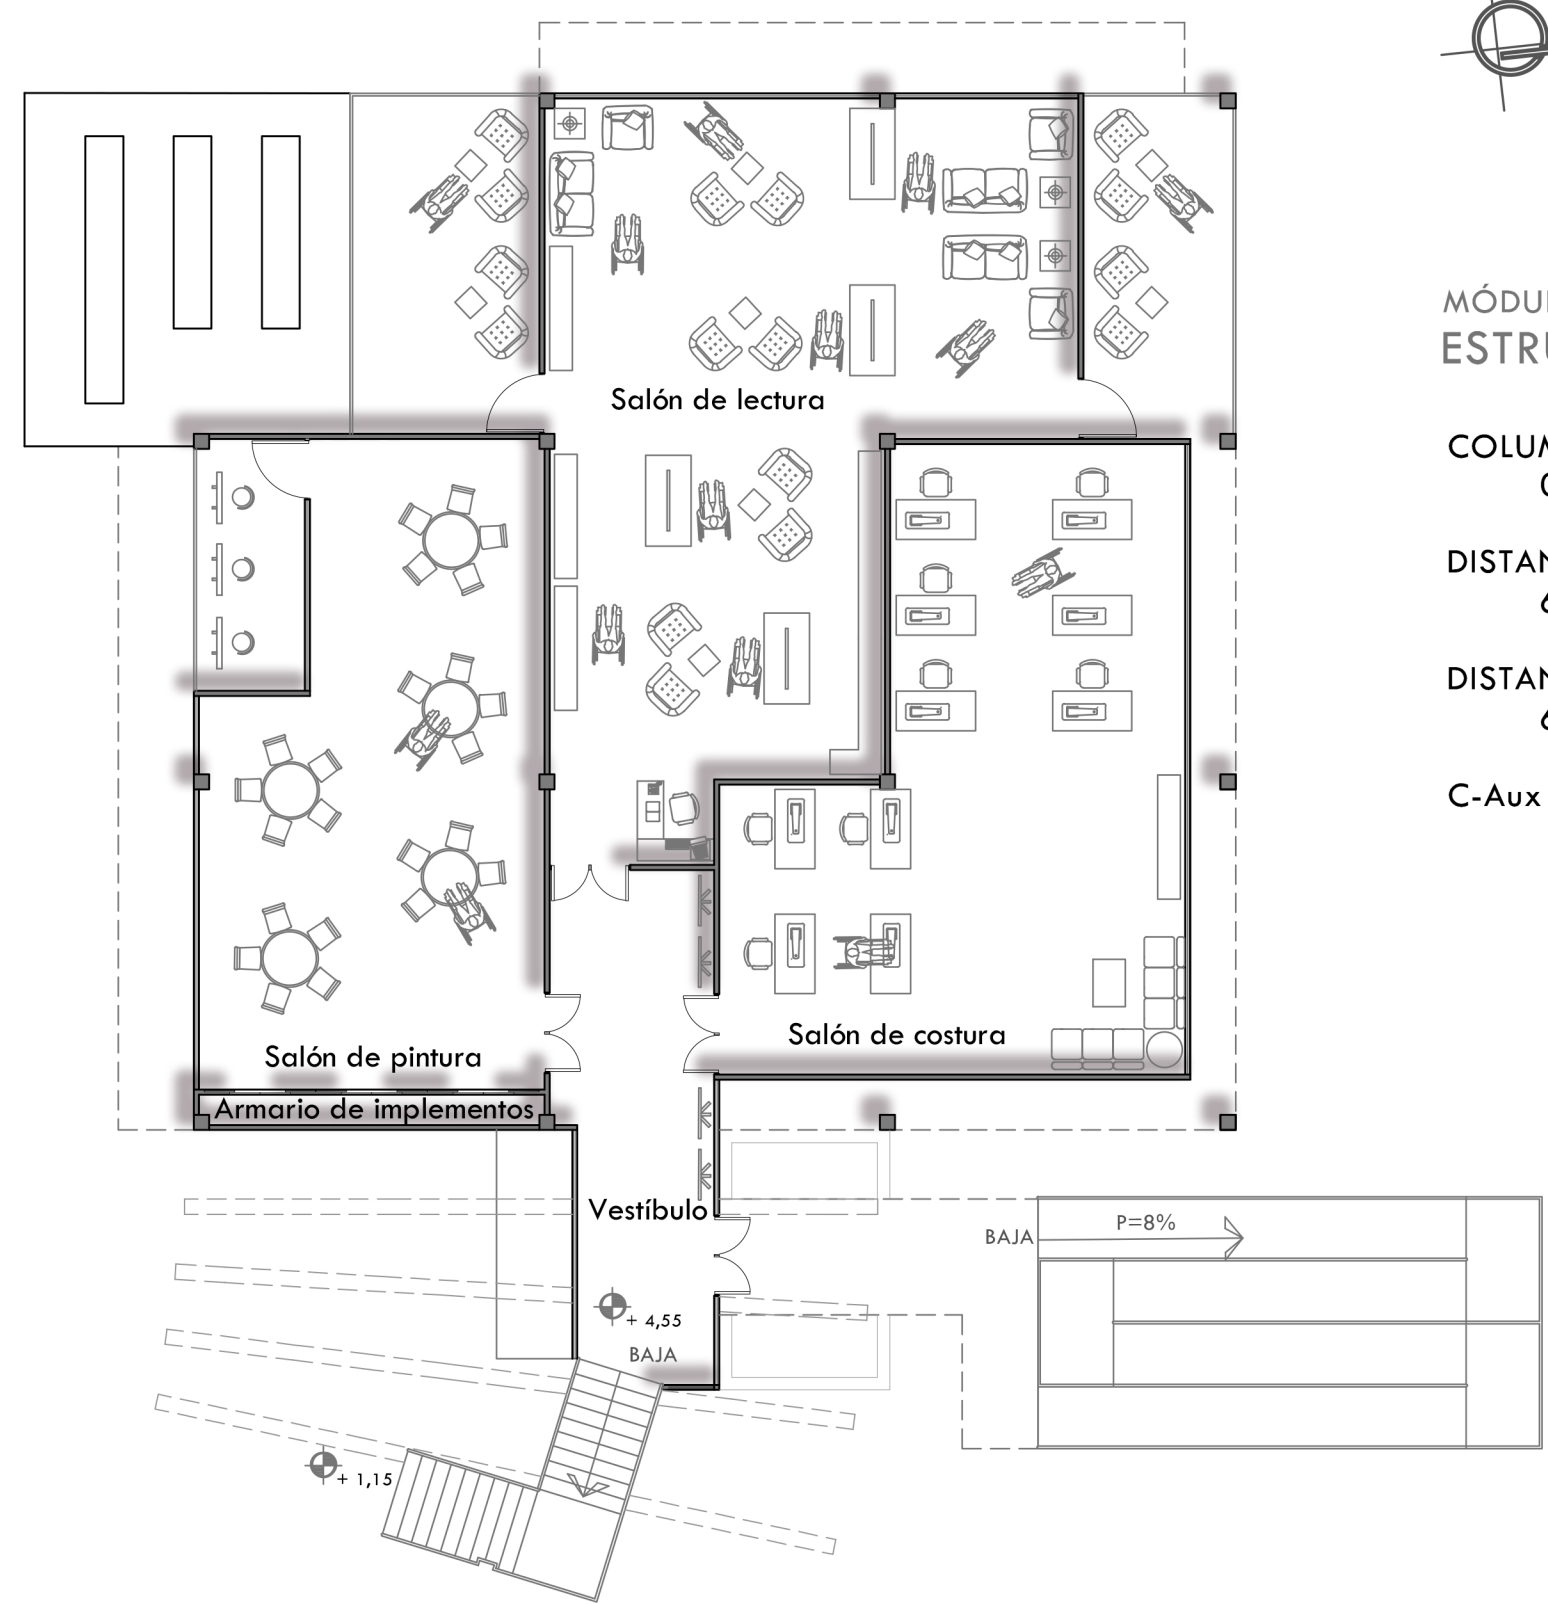 MÓDUL
ESTRU
Salón de lectura
COLUM
DISTAN
DISTAN
C-Aux
Salón de costura
Salón de pintura
Armario de implementos
Vestíbulo
BAJA
P=8%
+ 4,55
BAJA
+ 1,15